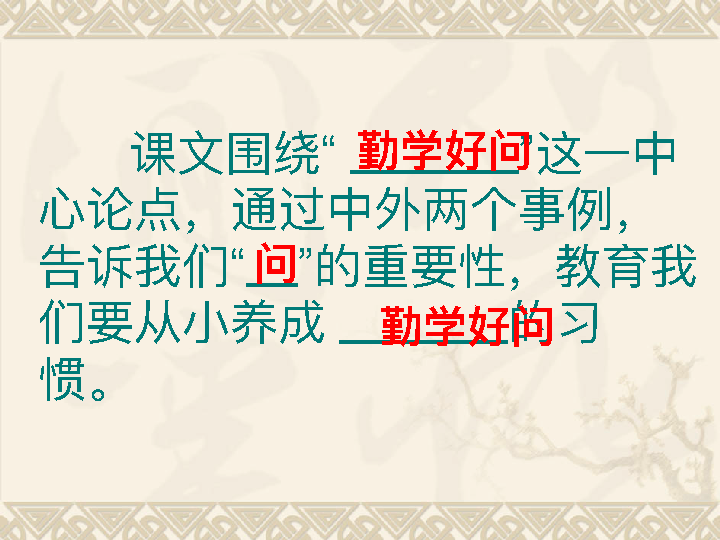 课文围绕“勤学好问”这一中
心论点，通过中外两个事例，
告诉我们“问”的重要性，教育我
们要从小养成勤学好问的习
惯。